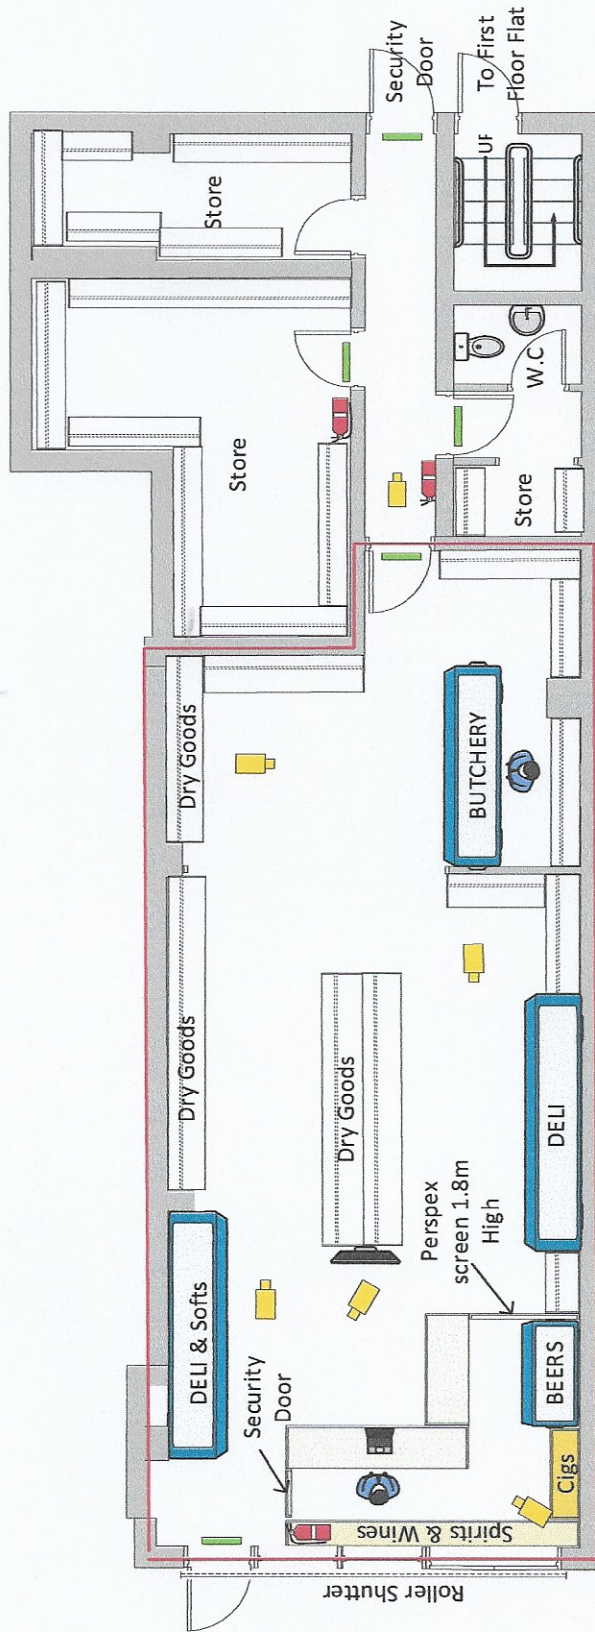 Security
Door
To First
Floor Flat
UP
Store
Store
W.C
Store
Dry Goods
BUTCHERY
Dry Goods
Dry Goods
DELI
Perspex
screen 1.8m
High
DELI & Softs
Security
Door
BEERS
Cigs
Spirits & Wines
Roller Shutter